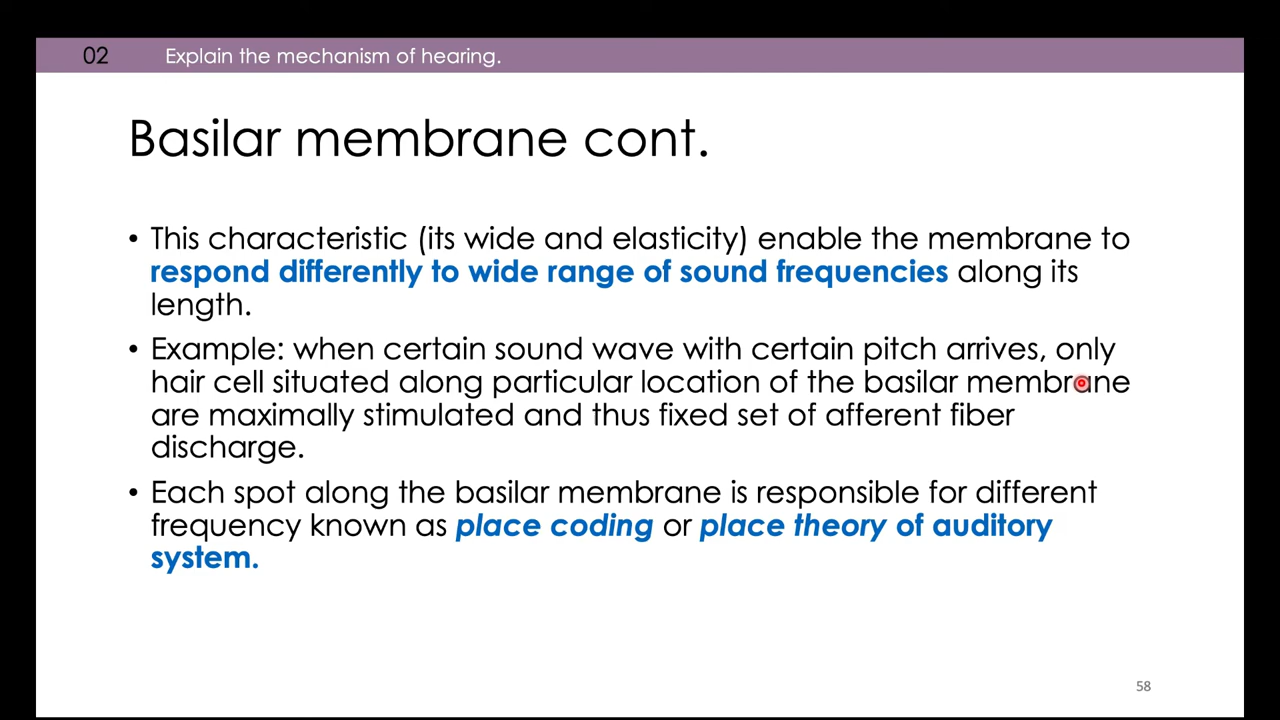 02 Explain the mechanism of hearing.
Basilar membrane cont.
• This characteristic (its wide and elasticity) enable the membrane to
respond differently to wide range of sound frequencies along its
length.
• Example: when certain sound wave with certain pitch arrives, only
hair cell situated along particular location of the basilar membrane
are maximally stimulated and thus fixed set of afferent fiber
discharge.
• Each spot along the basilar membrane is responsible for different
frequency known as place coding or place theory of auditory
system.
58